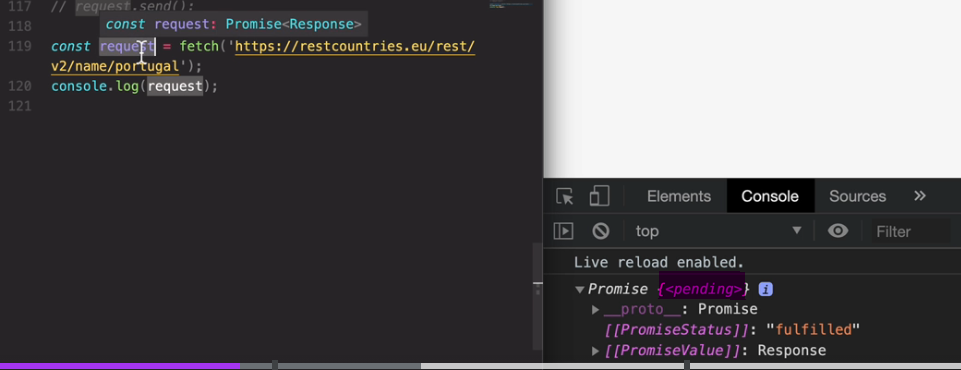 117 // request.send();
const request: Promise<Response>
118
119 const request = fetch('https://restcountries.eu/rest/
v2/name/portugal');
120 console.log(request);
121
Elements Console Sources »
top Filter
Live reload enabled.
Promise {<pending>} i
__proto__: Promise
[[PromiseStatus]]: "fulfilled"
[[PromiseValue]]: Response